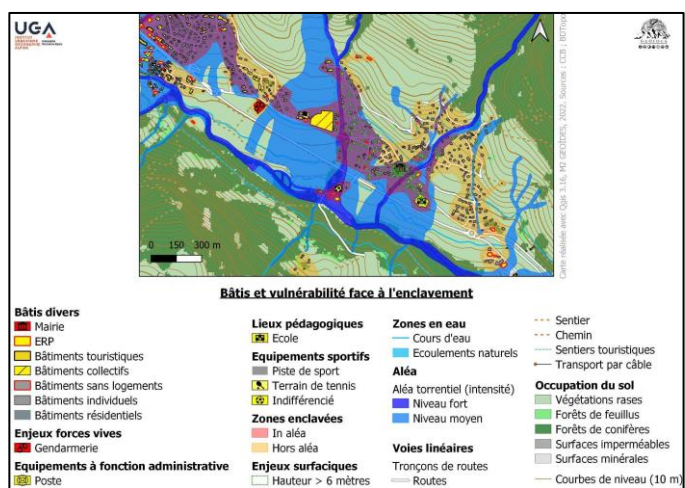 UGA
0 150 300 m
Carte réalisée avec Qgis 3.16, M2 GEOIDES, 2022. Sources : CCB ; BDTopo
Bâtis et vulnérabilité face à l'enclavement
Bâtis divers
Mairie
ERP
Bâtiments touristiques
Bâtiments collectifs
Bâtiments sans logements
Bâtiments individuels
Bâtiments résidentiels
Enjeux forces vives
Gendarmerie
Equipements à fonction administrative
Poste
Lieux pédagogiques
Ecole
Equipements sportifs
Piste de sport
Terrain de tennis
Indifférencié
Zones enclavées
In aléa
Hors aléa
Enjeux surfaciques
Hauteur > 6 mètres
Zones en eau
Cours d'eau
Ecoulements naturels
Aléa
Aléa torrentiel (intensité)
Niveau fort
Niveau moyen
Voies linéaires
Tronçons de routes
Routes
Sentier
Chemin
Sentiers touristiques
Transport par câble
Occupation du sol
Végétations rases
Forêts de feuillus
Forêts de conifères
Surfaces imperméables
Surfaces minérales
Courbes de niveau (10 m)